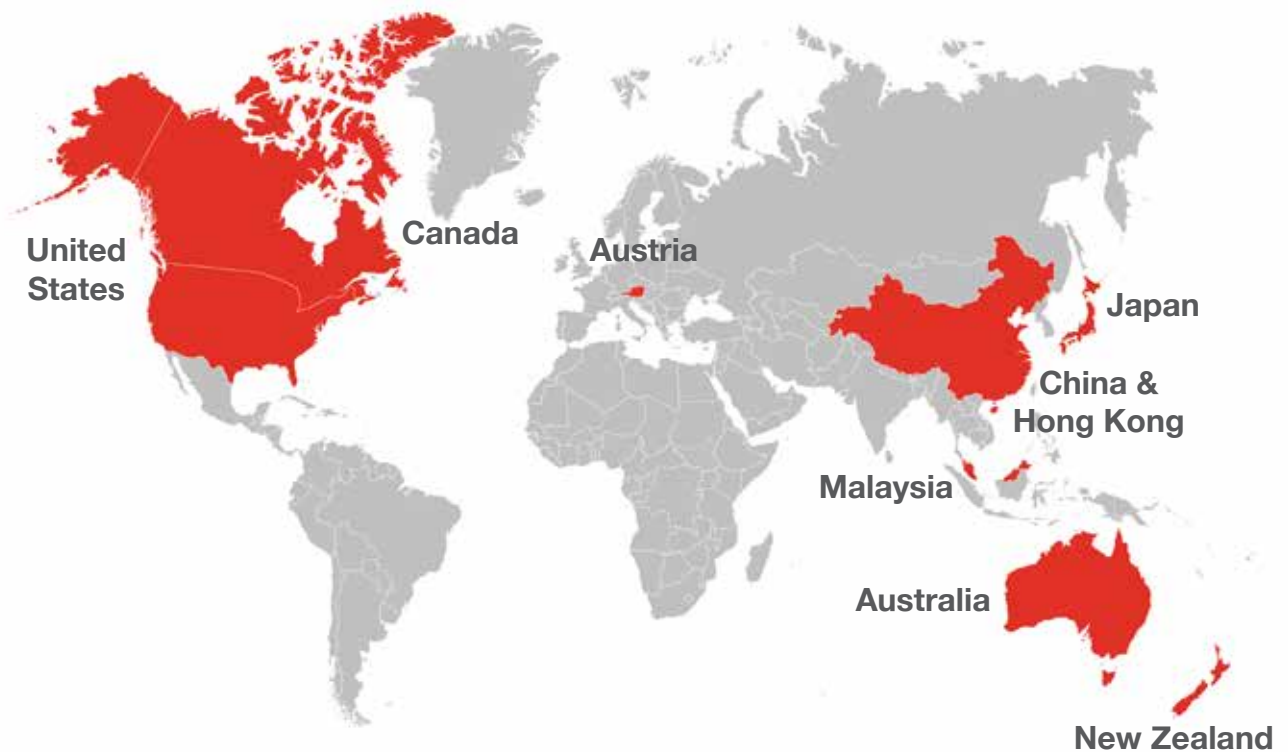 United
States
Canada
Austria
Japan
China &
Hong Kong
Malaysia
Australia
New Zealand